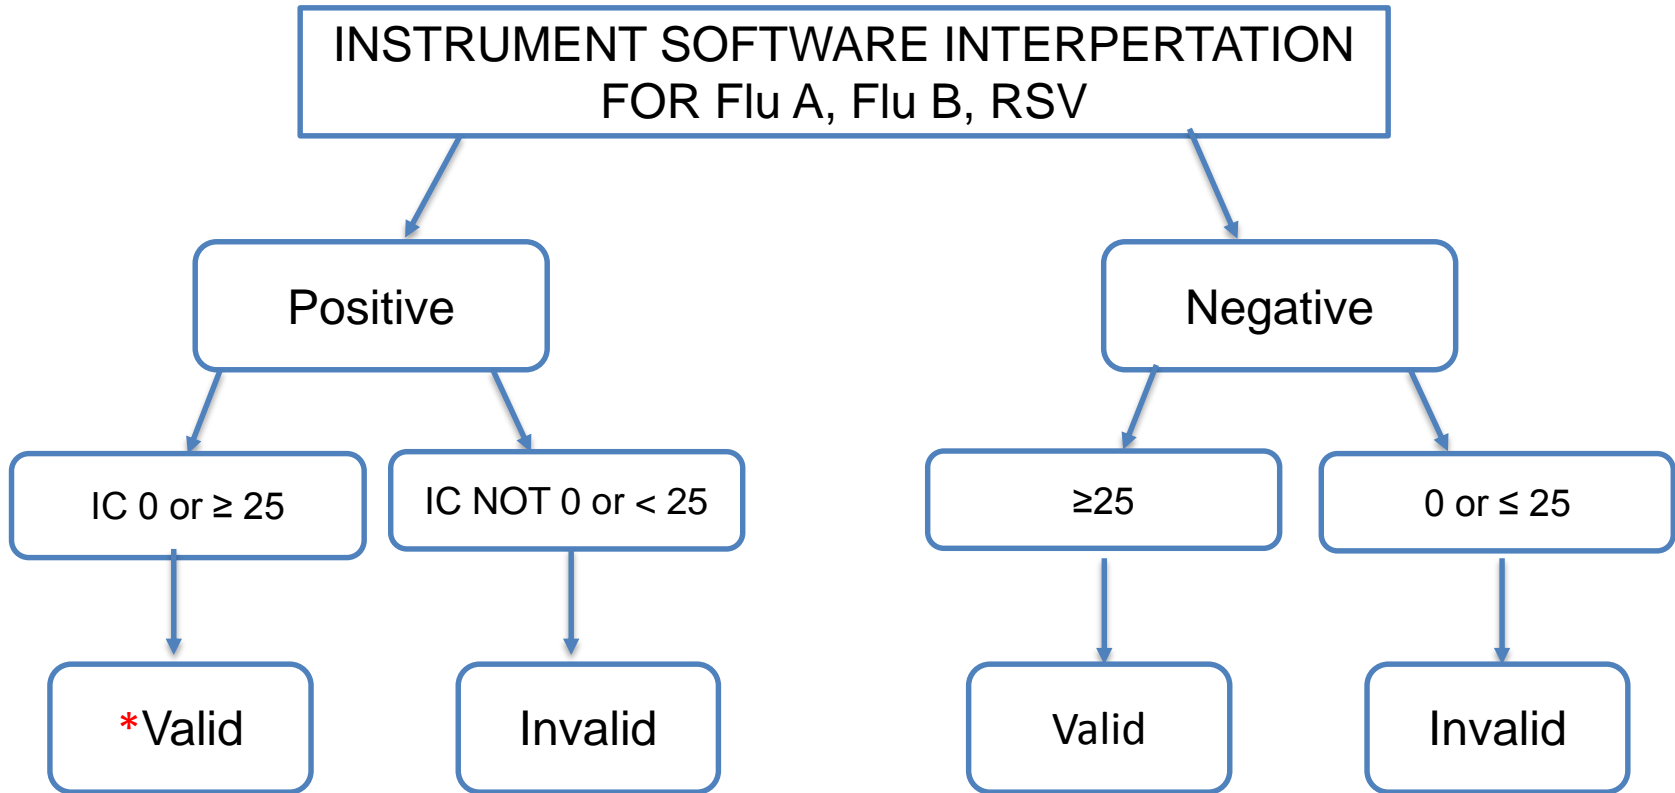 INSTRUMENT SOFTWARE INTERPERTATION
FOR Flu A, Flu B, RSV
Positive
Negative
IC 0 or ≥ 25
IC NOT 0 or < 25
≥25
0 or ≤ 25
*Valid
Invalid
Valid
Invalid